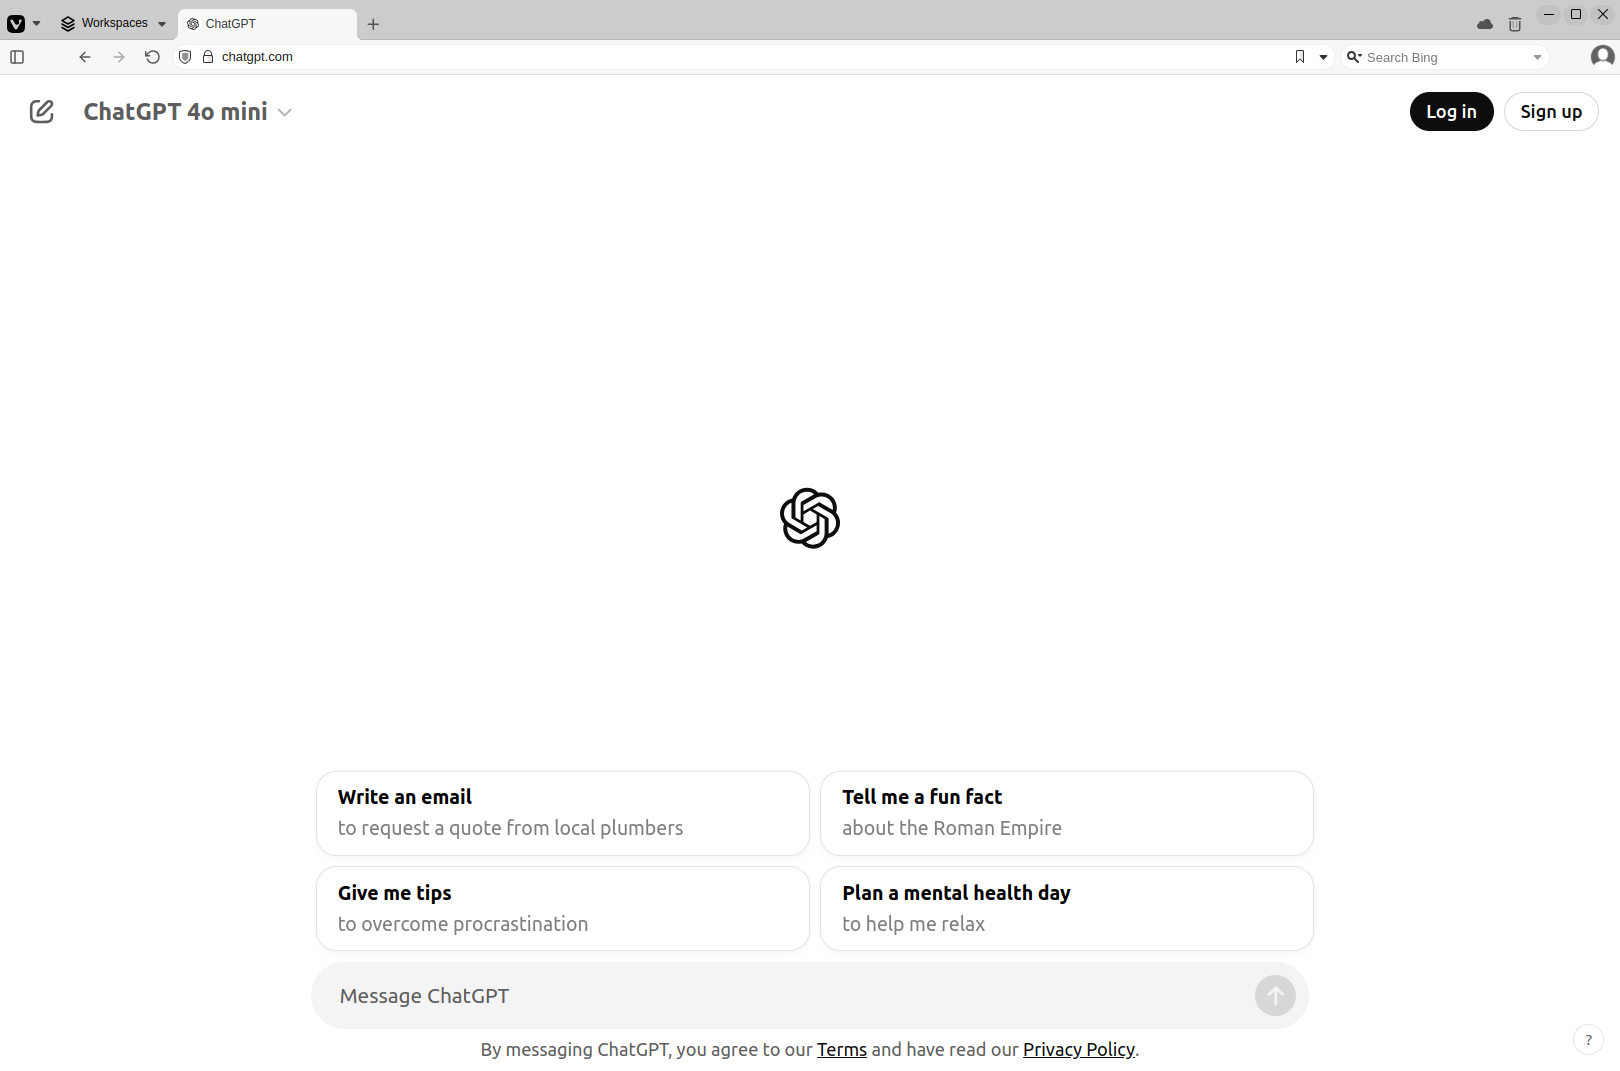 Workspaces
ChatGPT
chatgpt.com
Search Bing
ChatGPT 4o mini
Log in
Sign up
Write an email
to request a quote from local plumbers
Tell me a fun fact
about the Roman Empire
Give me tips
to overcome procrastination
Plan a mental health day
to help me relax
Message ChatGPT
By messaging ChatGPT, you agree to our Terms and have read our Privacy Policy.
?